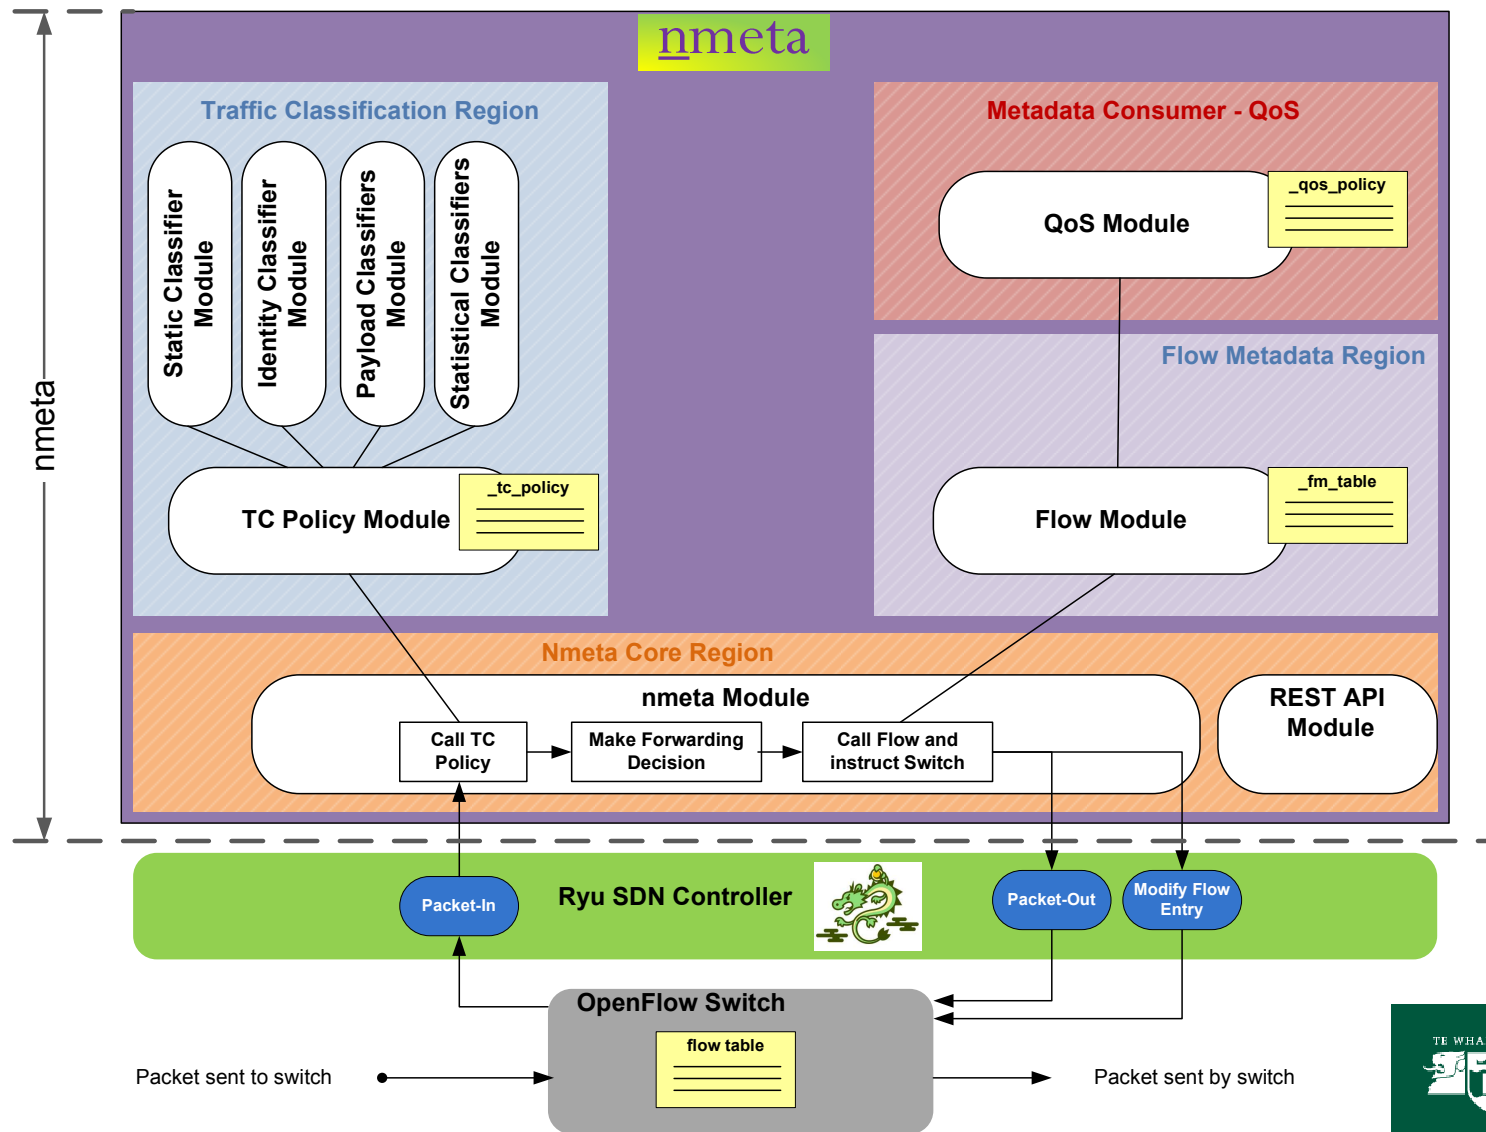 nmeta
nmeta
Traffic Classification Region
Static Classifier
Module
Identity Classifier
Module
Payload Classifiers
Module
Statistical Classifiers
Module
TC Policy Module
_tc_policy
Metadata Consumer - QoS
QoS Module
_qos_policy
Flow Metadata Region
Flow Module
_fm_table
Nmeta Core Region
nmeta Module
Call TC
Policy
Make Forwarding
Decision
Call Flow and
instruct Switch
REST API
Module
Ryu SDN Controller
Packet-In
Packet-Out
Modify Flow
Entry
OpenFlow Switch
flow table
Packet sent to switch
Packet sent by switch
TE WHA